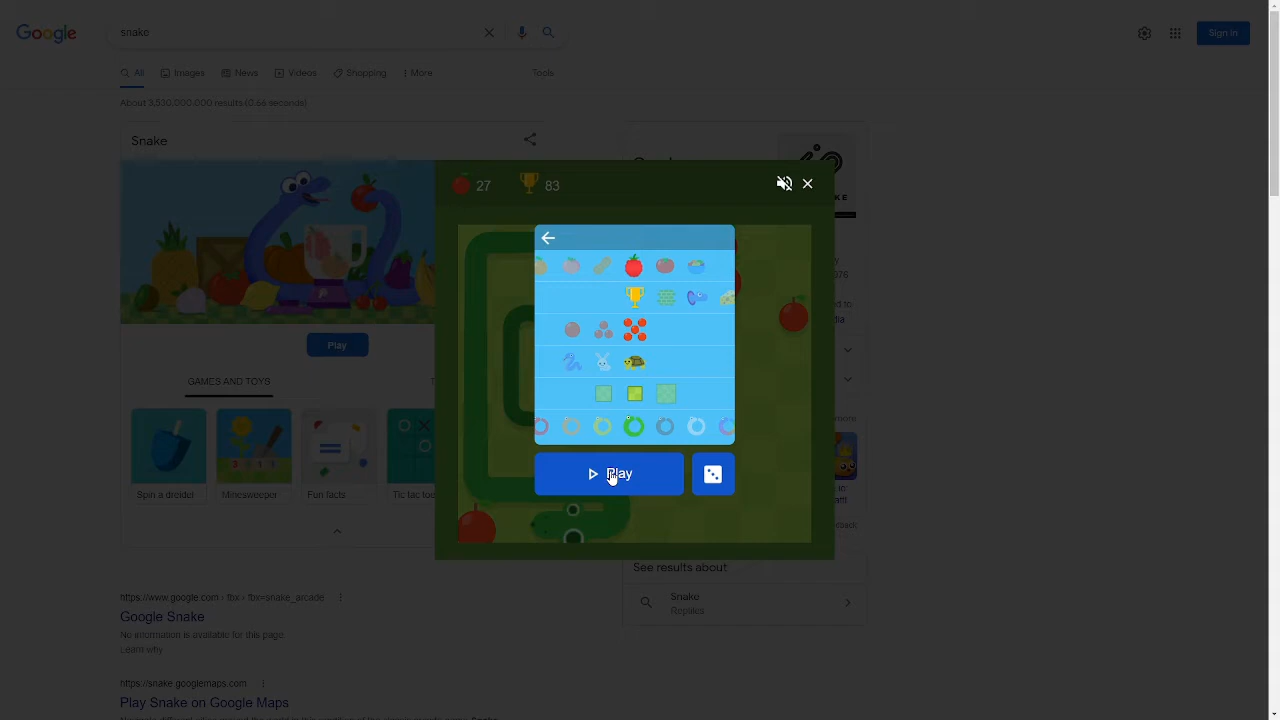 Google
snake
Sign in
All
Images
News
Videos
Shopping
More
Tools
About 3,530,000,000 results (0.66 seconds)
Snake
27
83
Play
Play
GAMES AND TOYS
Spin a dreidel
Minesweeper
Fun facts
Tic tac toe
See results about
Snake
Reptiles
https://www.google.com › fbx › fbx=snake_arcade
Google Snake
No information is available for this page.
Learn why
https://snake.googlemaps.com
Play Snake on Google Maps